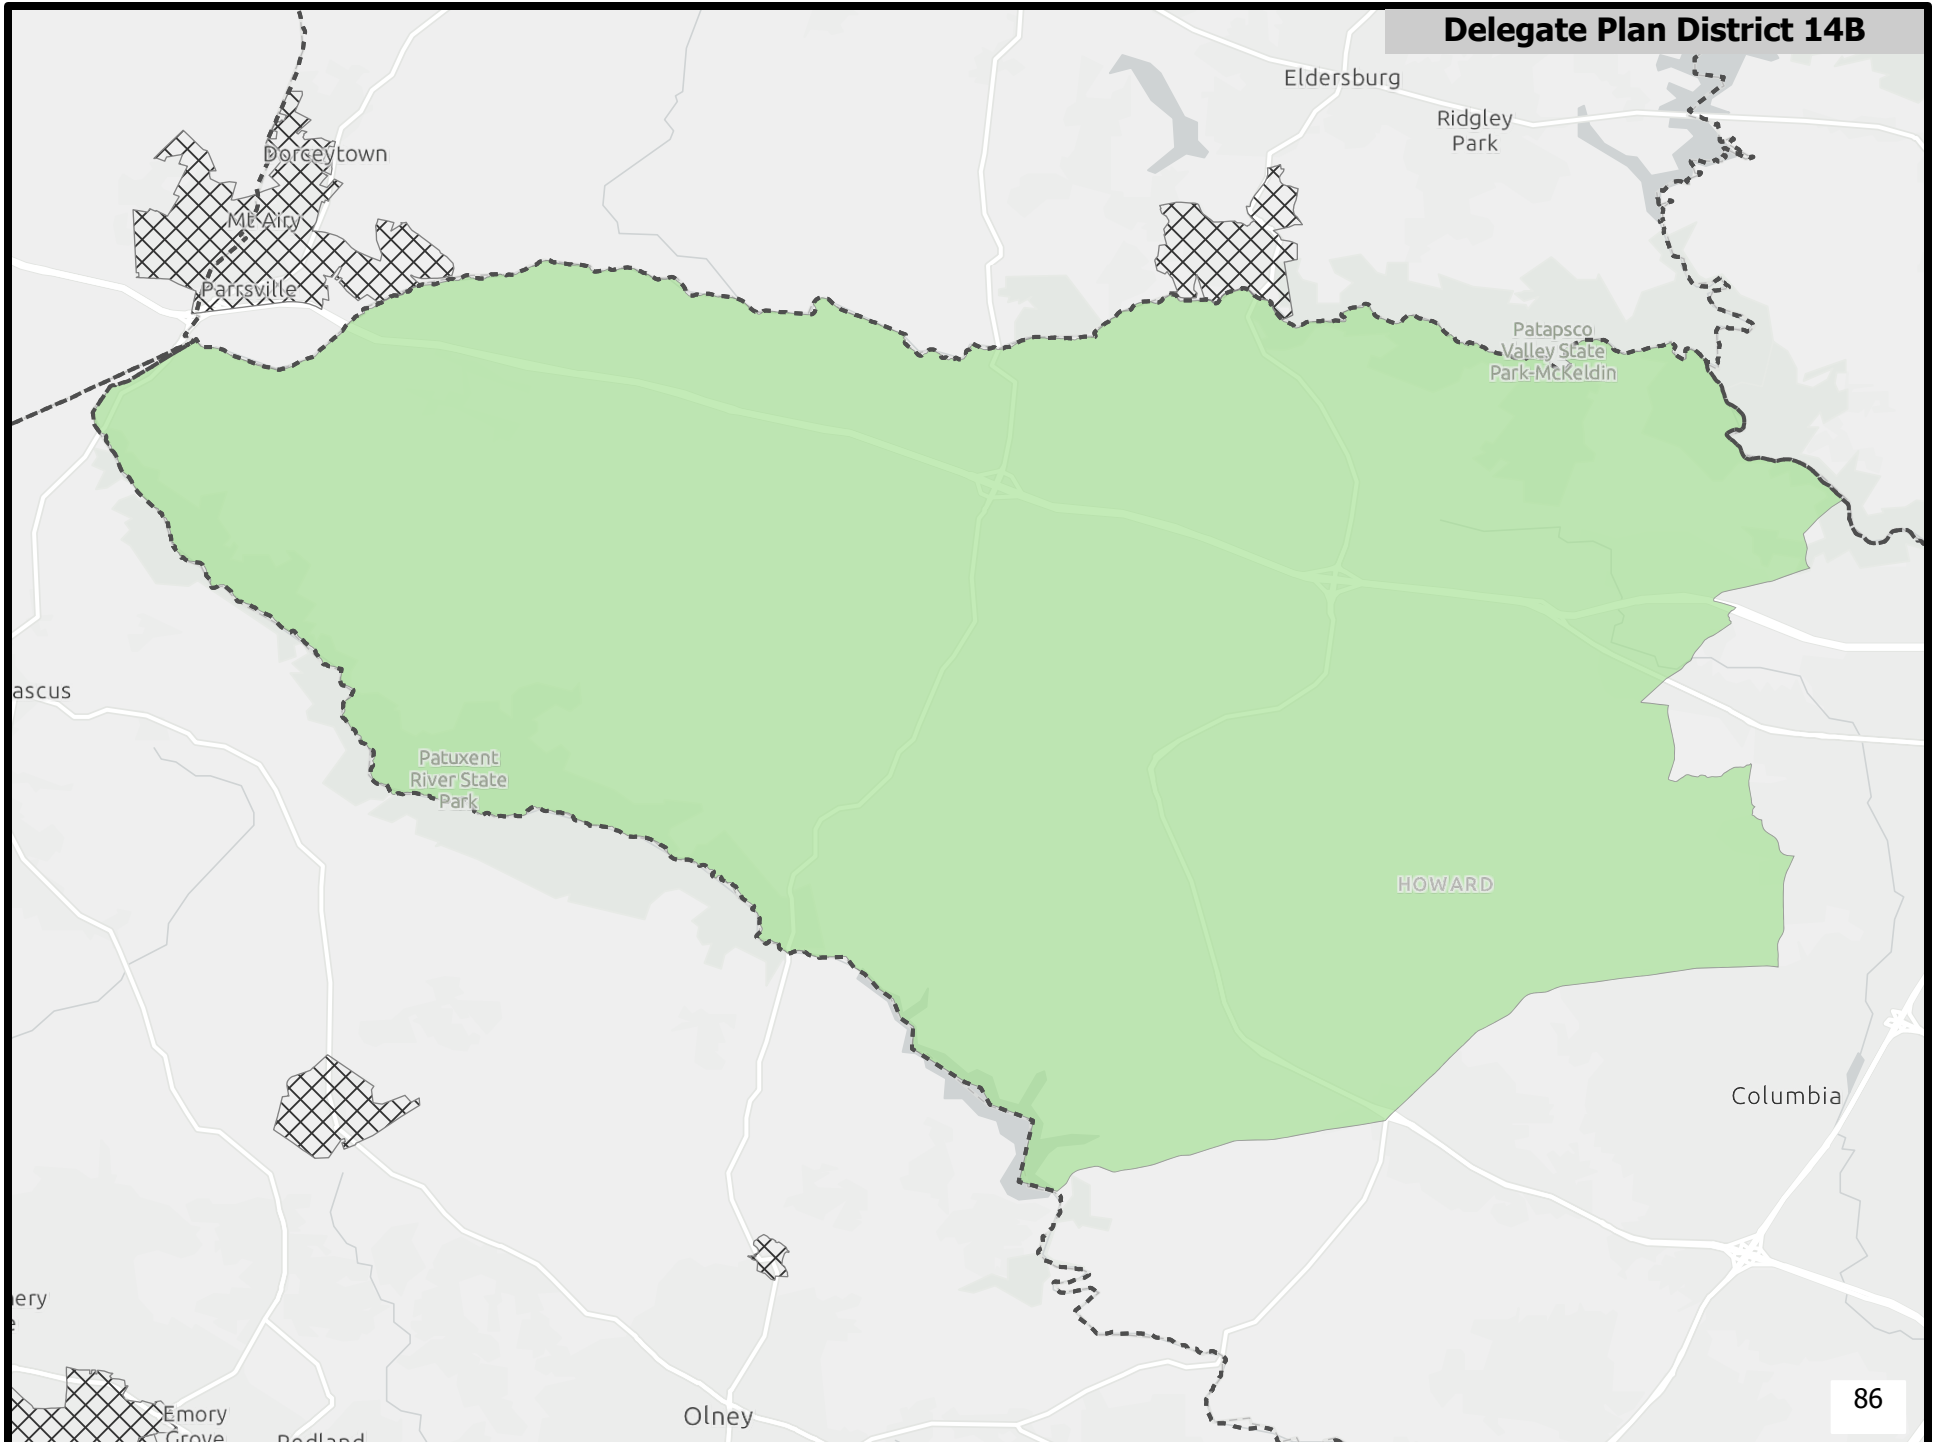 Delegate Plan District 14B
Eldersburg
Ridgley
Park
Dorceytown
Mt Airy
Parrsville
Patapsco
Valley State
Park-McKeldin
ascus
Patuxent
River State
Park
HOWARD
Columbia
ery
e
86
Emory
Grove
Olney
Redland